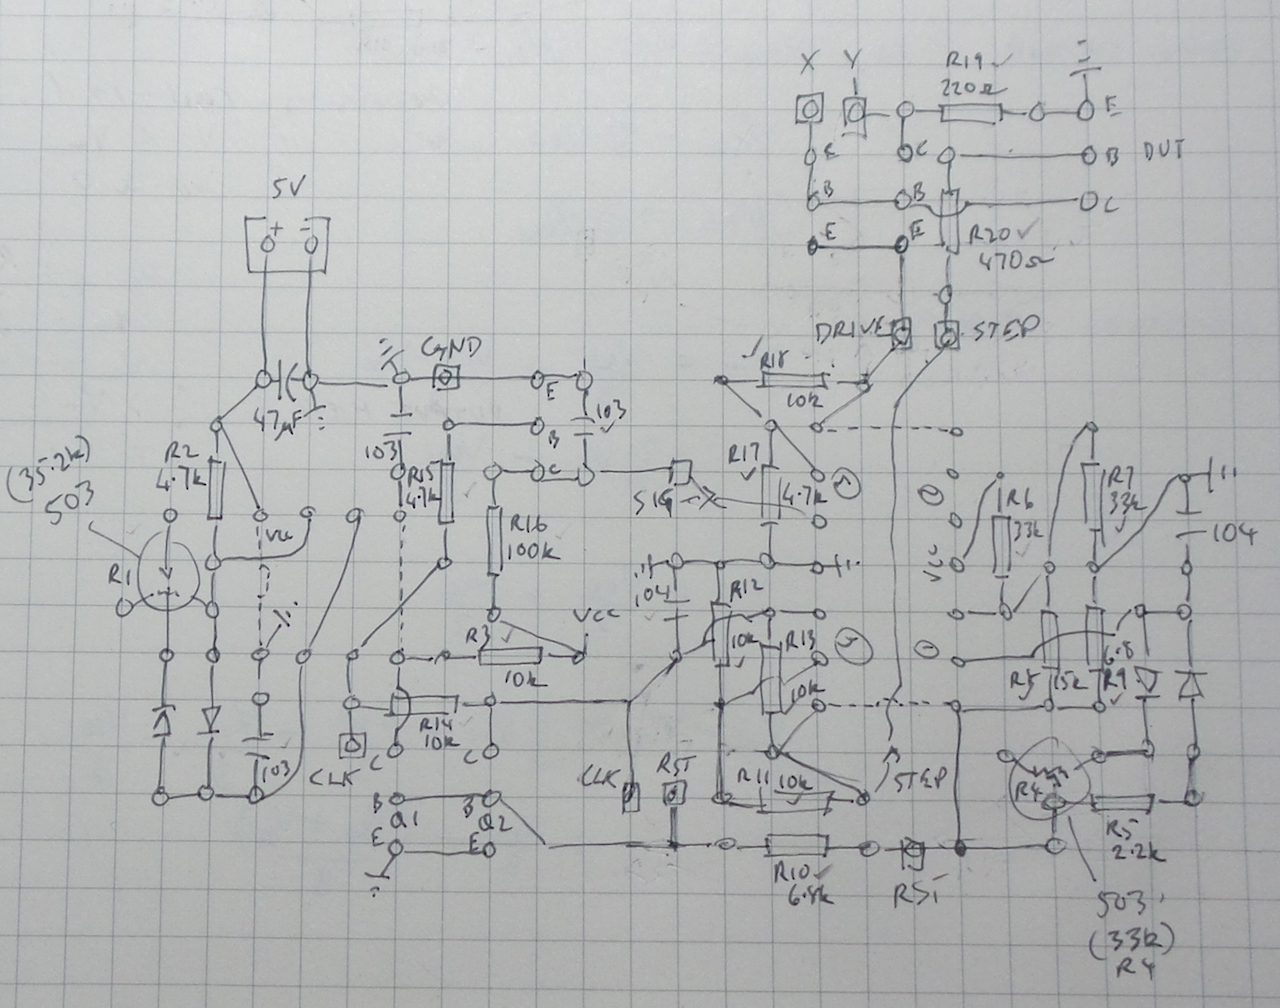 X Y R19
220Ω
E
E C B DUT
B B C
E E R20
470Ω
5V
+ -
DRIVE STEP
GND
R18
10k
47µF
E
103
B
103
C
R2
4.7k
R15
4.7k
R17
4.7k
SIG
(35.2k)
503
VCC
R16
100k
R6
33k
R7
33k
104
VCC
R1
104
R12
10k
VCC
R3
10k
R13
10k
6.8
R8 15k R9
R14
10k
103
CLK
C C
CLK RST
R11 10k
STEP
R4
B B
Q1 Q2
E E
R5
2.2k
R10
6.8k
RST
503
(33k)
R4